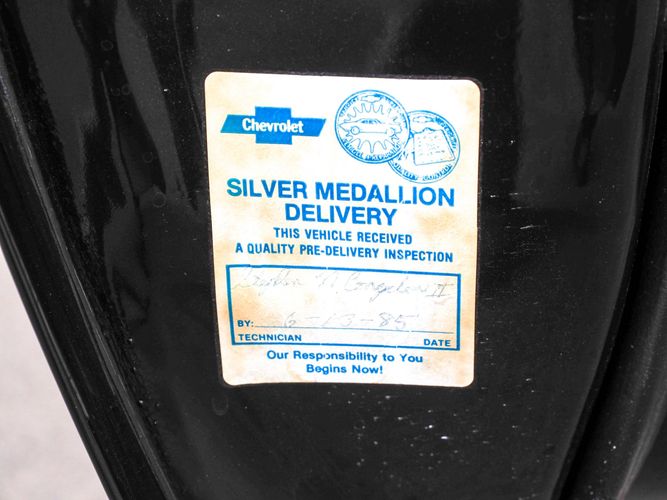 Chevrolet
SILVER MEDALLION
DELIVERY
THIS VEHICLE RECEIVED
A QUALITY PRE-DELIVERY INSPECTION
II
BY: 6-13-85
TECHNICIAN DATE
Our Responsibility to You
Begins Now!